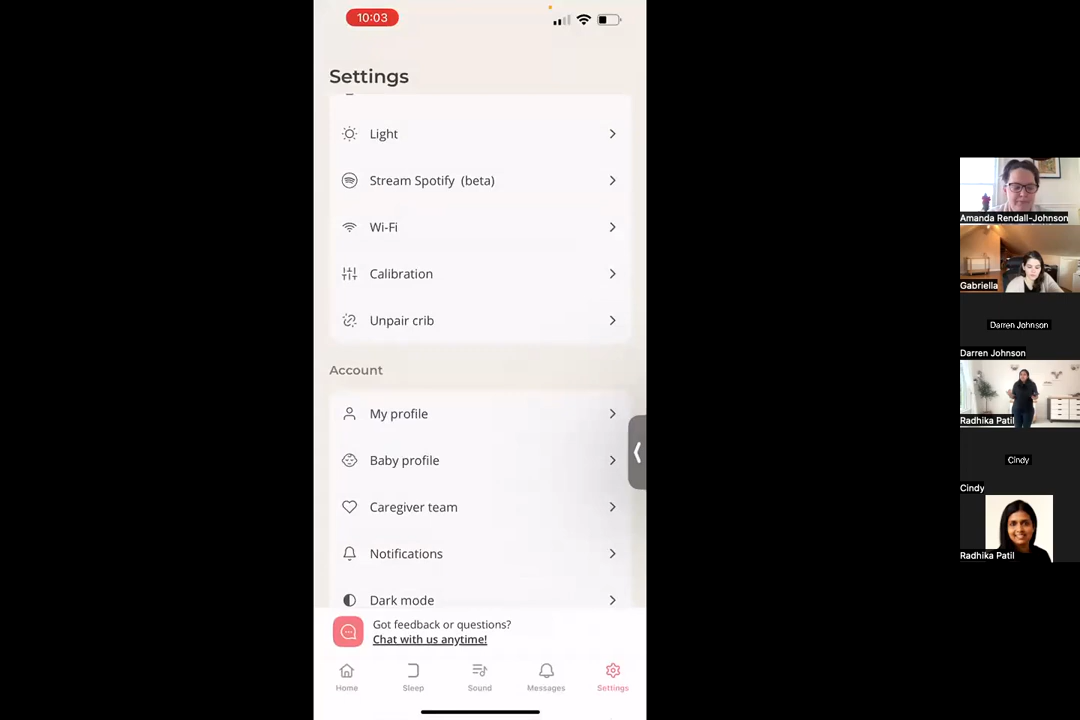 10:03
Settings
Light
Stream Spotify (beta)
Wi-Fi
Calibration
Unpair crib
Account
My profile
Baby profile
Caregiver team
Notifications
Dark mode
Got feedback or questions?
Chat with us anytime!
Home
Sleep
Sound
Messages
Settings
Amanda Rendall-Johnson
Gabriella
Darren Johnson
Darren Johnson
Radhika Patil
Cindy
Cindy
Radhika Patil